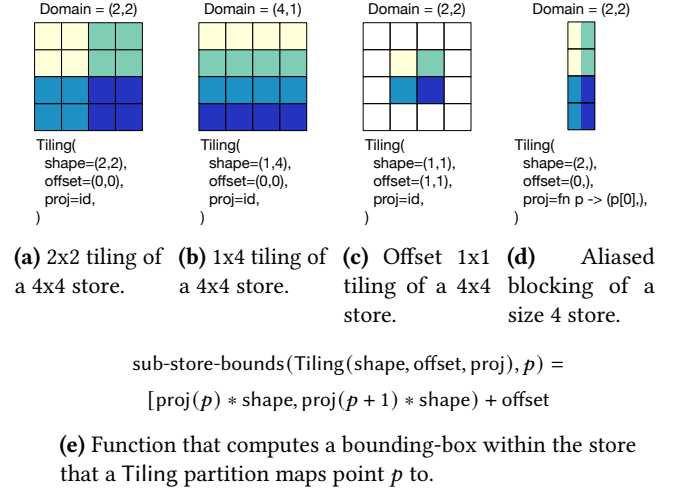 Domain = (2,2)
Domain = (4,1)
Domain = (2,2)
Domain = (2,2)
Tiling(
shape=(2,2),
offset=(0,0),
proj=id,
)
Tiling(
shape=(1,4),
offset=(0,0),
proj=id,
)
Tiling(
shape=(1,1),
offset=(1,1),
proj=id,
)
Tiling(
shape=(2,),
offset=(0,),
proj=fn p -> (p[0],),
)
(a) 2x2 tiling of
a 4x4 store.
(b) 1x4 tiling of
a 4x4 store.
(c) Offset 1x1
tiling of a 4x4
store.
(d) Aliased
blocking of a
size 4 store.
sub-store-bounds(Tiling(shape, offset, proj), p) =
[proj(p) ∗ shape, proj(p + 1) ∗ shape) + offset
(e) Function that computes a bounding-box within the store
that a Tiling partition maps point p to.